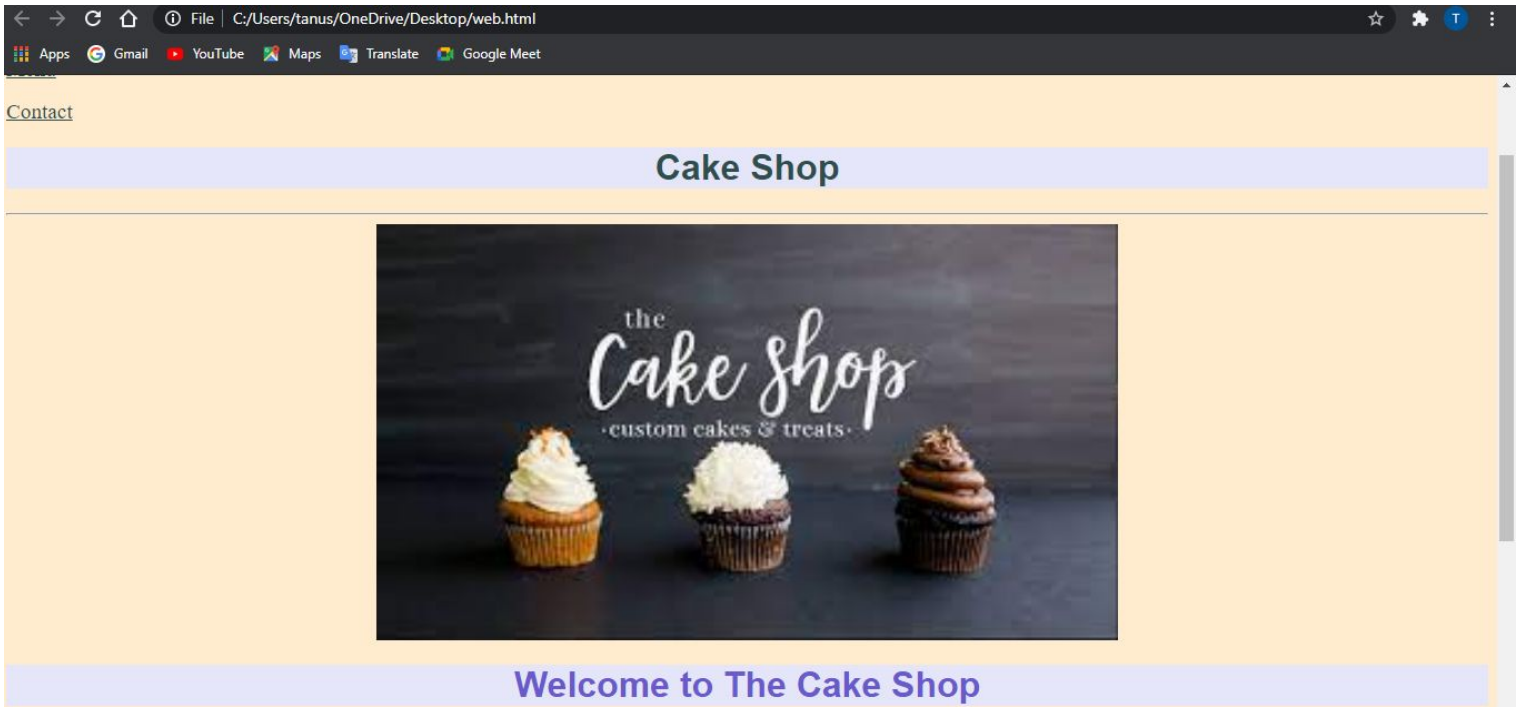 File | C:/Users/tanus/OneDrive/Desktop/web.html T
Apps Gmail YouTube Maps Translate Google Meet
Contact
Cake Shop
the
Cake shop
·custom cakes & treats·
Welcome to The Cake Shop